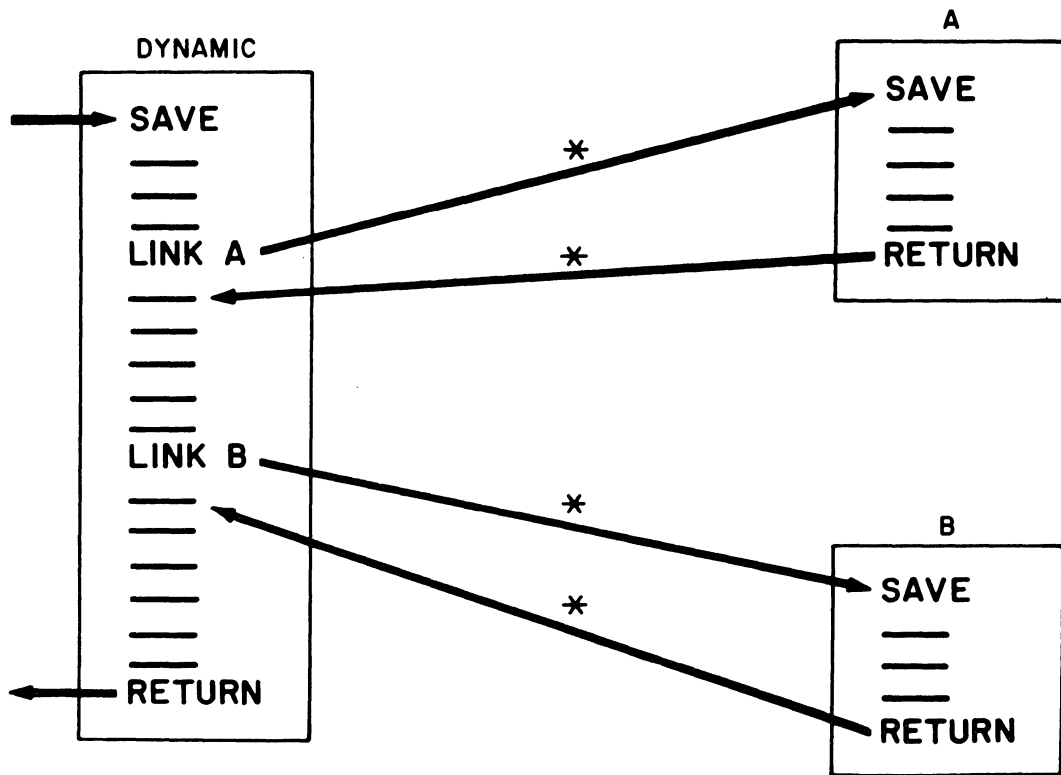 DYNAMIC
SAVE
LINK A
LINK B
RETURN
A
SAVE
RETURN
*
*
*
*
B
SAVE
RETURN